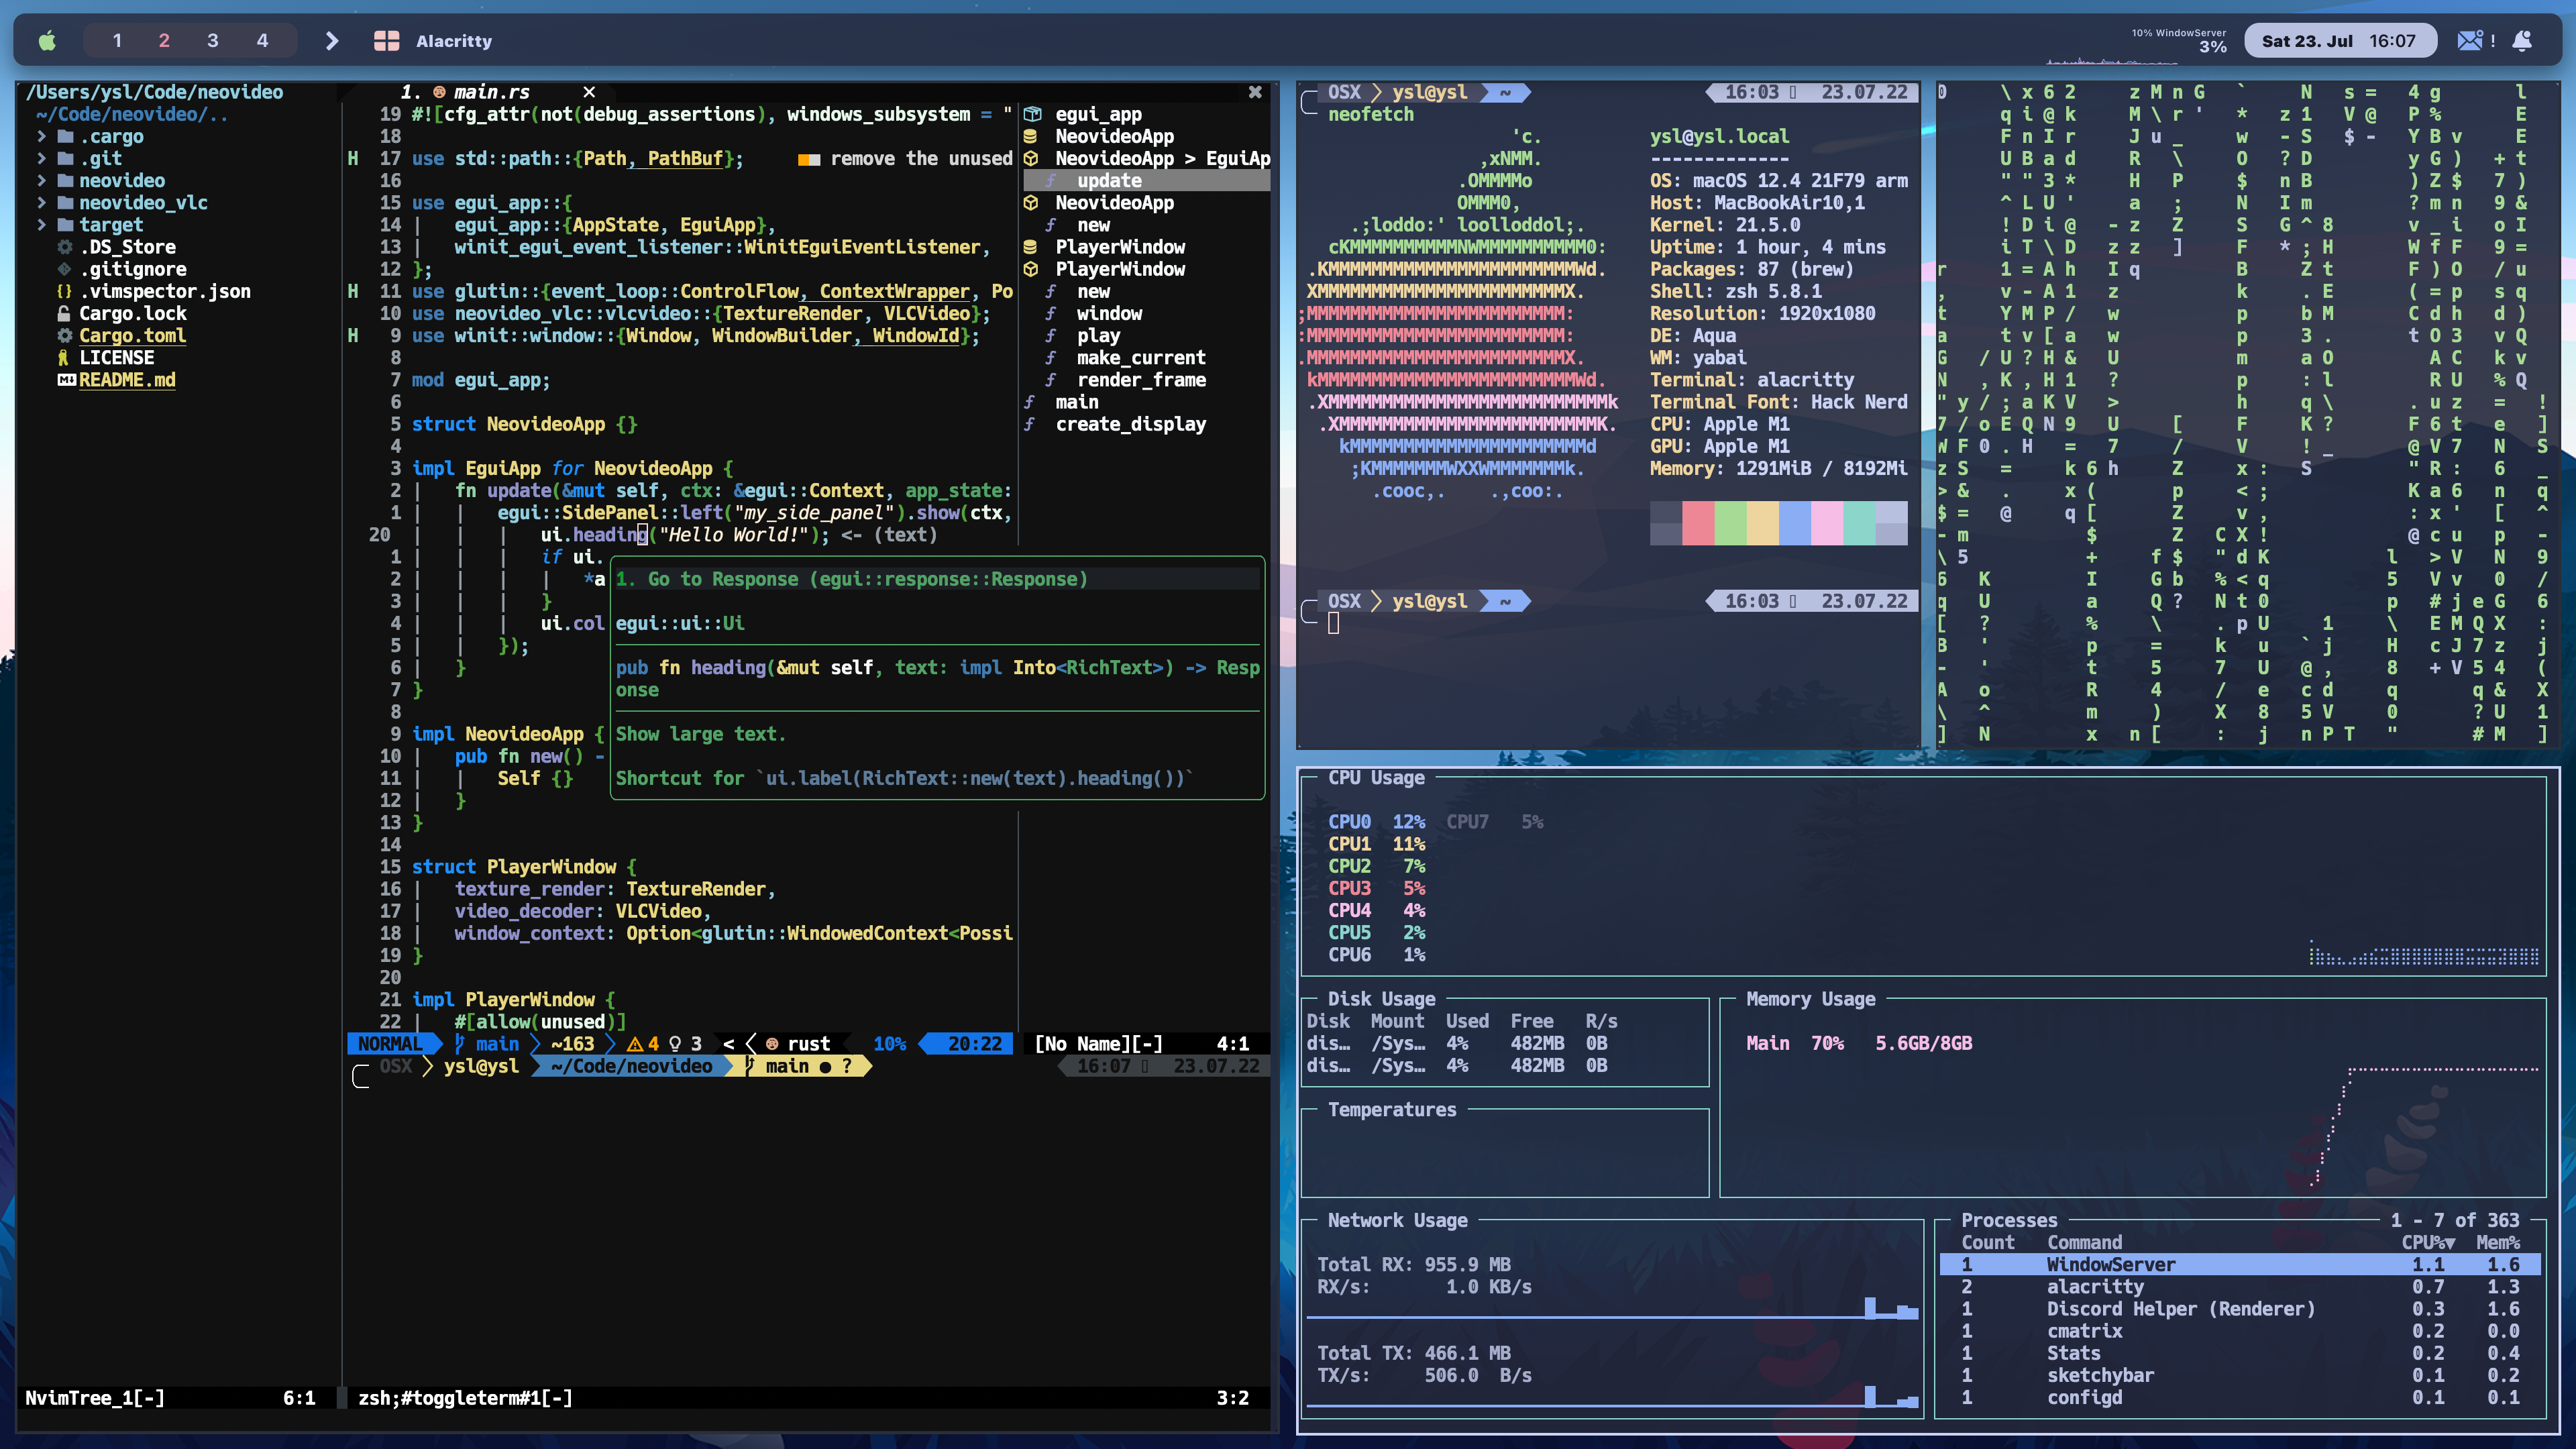 1 2 3 4 Alacritty
10% WindowServer
3%
Sat 23. Jul 16:07
!
/Users/ysl/Code/neovideo
~/Code/neovideo/..
.cargo
.git
neovideo
neovideo_vlc
target
.DS_Store
.gitignore
{} .vimspector.json
Cargo.lock
Cargo.toml
LICENSE
README.md
NvimTree_1[-] 6:1
1. main.rs
19 #![cfg_attr(not(debug_assertions), windows_subsystem = "
18
H 17 use std::path::{Path, PathBuf}; remove the unused
16
15 use egui_app::{
14 | egui_app::{AppState, EguiApp},
13 | winit_egui_event_listener::WinitEguiEventListener,
12 };
H 11 use glutin::{event_loop::ControlFlow, ContextWrapper, Po
10 use neovideo_vlc::vlcvideo::{TextureRender, VLCVideo};
H 9 use winit::window::{Window, WindowBuilder, WindowId};
8
7 mod egui_app;
6
5 struct NeovideoApp {}
4
3 impl EguiApp for NeovideoApp {
2 | fn update(&mut self, ctx: &egui::Context, app_state:
1 | | egui::SidePanel::left("my_side_panel").show(ctx,
20 | | | ui.heading("Hello World!"); <- (text)
1 | | | if ui.
2 | | | | *a
3 | | | }
4 | | | ui.col
5 | | });
6 | }
7 }
8
9 impl NeovideoApp {
10 | pub fn new() -
11 | | Self {}
12 | }
13 }
14
15 struct PlayerWindow {
16 | texture_render: TextureRender,
17 | video_decoder: VLCVideo,
18 | window_context: Option<glutin::WindowedContext<Possi
19 }
20
21 impl PlayerWindow {
22 | #[allow(unused)]
1. Go to Response (egui::response::Response)
egui::ui::Ui
pub fn heading(&mut self, text: impl Into<RichText>) -> Resp
onse
Show large text.
Shortcut for `ui.label(RichText::new(text).heading())`
egui_app
NeovideoApp
NeovideoApp > EguiAp
update
NeovideoApp
new
PlayerWindow
PlayerWindow
new
window
play
make_current
render_frame
main
create_display
NORMAL main ~163 4 3 < rust 10% 20:22 [No Name][-] 4:1
OSX ysl@ysl ~/Code/neovideo main ● ? 16:07 23.07.22
zsh;#toggleterm#1[-] 3:2
OSX ysl@ysl ~ 16:03 23.07.22
neofetch
'c.
,xNMM.
.OMMMMo
OMMM0,
.;loddo:' loolloddol;.
cKMMMMMMMMMMNWMMMMMMMMMM0:
.KMMMMMMMMMMMMMMMMMMMMMMMWd.
XMMMMMMMMMMMMMMMMMMMMMMMX.
;MMMMMMMMMMMMMMMMMMMMMMMM:
:MMMMMMMMMMMMMMMMMMMMMMMM:
.MMMMMMMMMMMMMMMMMMMMMMMMX.
kMMMMMMMMMMMMMMMMMMMMMMMMWd.
.XMMMMMMMMMMMMMMMMMMMMMMMMMMk
.XMMMMMMMMMMMMMMMMMMMMMMMMK.
kMMMMMMMMMMMMMMMMMMMMMMd
;KMMMMMMMWXXWMMMMMMMk.
.cooc,. .,coo:.
ysl@ysl.local
-------------
OS: macOS 12.4 21F79 arm
Host: MacBookAir10,1
Kernel: 21.5.0
Uptime: 1 hour, 4 mins
Packages: 87 (brew)
Shell: zsh 5.8.1
Resolution: 1920x1080
DE: Aqua
WM: yabai
Terminal: alacritty
Terminal Font: Hack Nerd
CPU: Apple M1
GPU: Apple M1
Memory: 1291MiB / 8192Mi
OSX ysl@ysl ~ 16:03 23.07.22
CPU Usage
CPU0 12% CPU7 5%
CPU1 11%
CPU2 7%
CPU3 5%
CPU4 4%
CPU5 2%
CPU6 1%
Disk Usage
Disk Mount Used Free R/s
dis… /Sys… 4% 482MB 0B
dis… /Sys… 4% 482MB 0B
Temperatures
Memory Usage
Main 70% 5.6GB/8GB
Network Usage
Total RX: 955.9 MB
RX/s: 1.0 KB/s
Total TX: 466.1 MB
TX/s: 506.0 B/s
Processes 1 - 7 of 363
Count Command CPU%▼ Mem%
1 WindowServer 1.1 1.6
2 alacritty 0.7 1.3
1 Discord Helper (Renderer) 0.3 1.6
1 cmatrix 0.2 0.0
1 Stats 0.2 0.4
1 sketchybar 0.1 0.2
1 configd 0.1 0.1